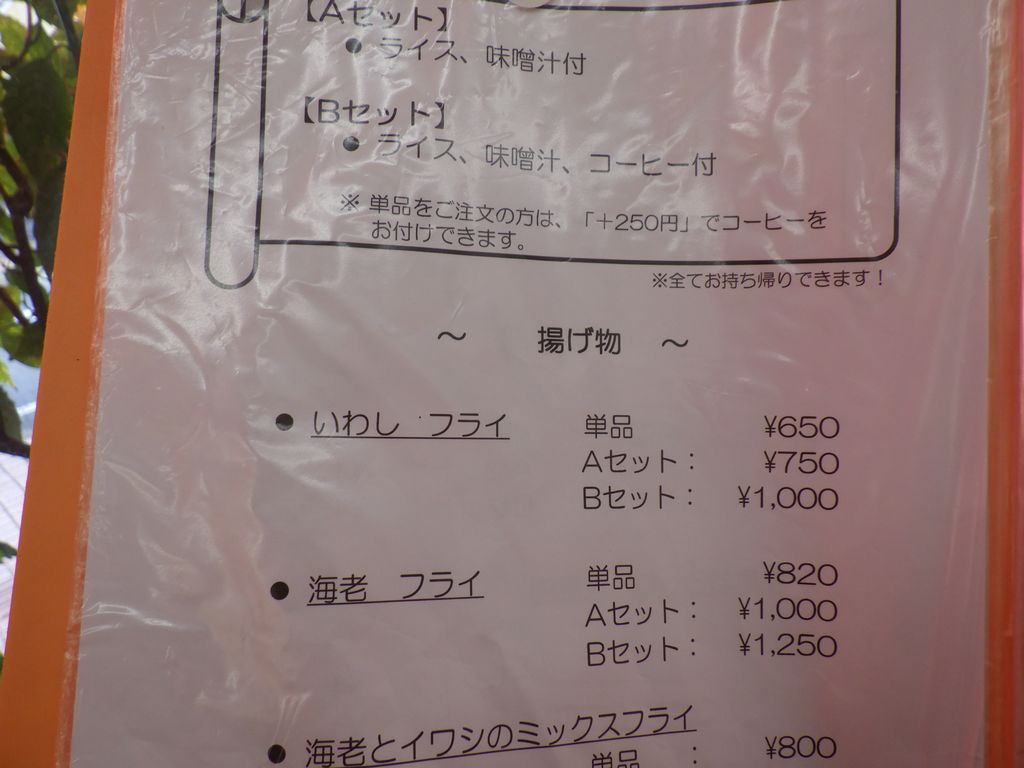 【Aセット】
● ライス、味噌汁付
【Bセット】
● ライス、味噌汁、コーヒー付
※ 単品をご注文の方は、「+250円」でコーヒーを
お付けできます。
※全てお持ち帰りできます！
～ 揚げ物 ～
● いわし フライ 単品 ¥650
Aセット： ¥750
Bセット： ¥1,000
● 海老 フライ 単品 ¥820
Aセット： ¥1,000
Bセット： ¥1,250
● 海老とイワシのミックスフライ
単品 ： ¥800